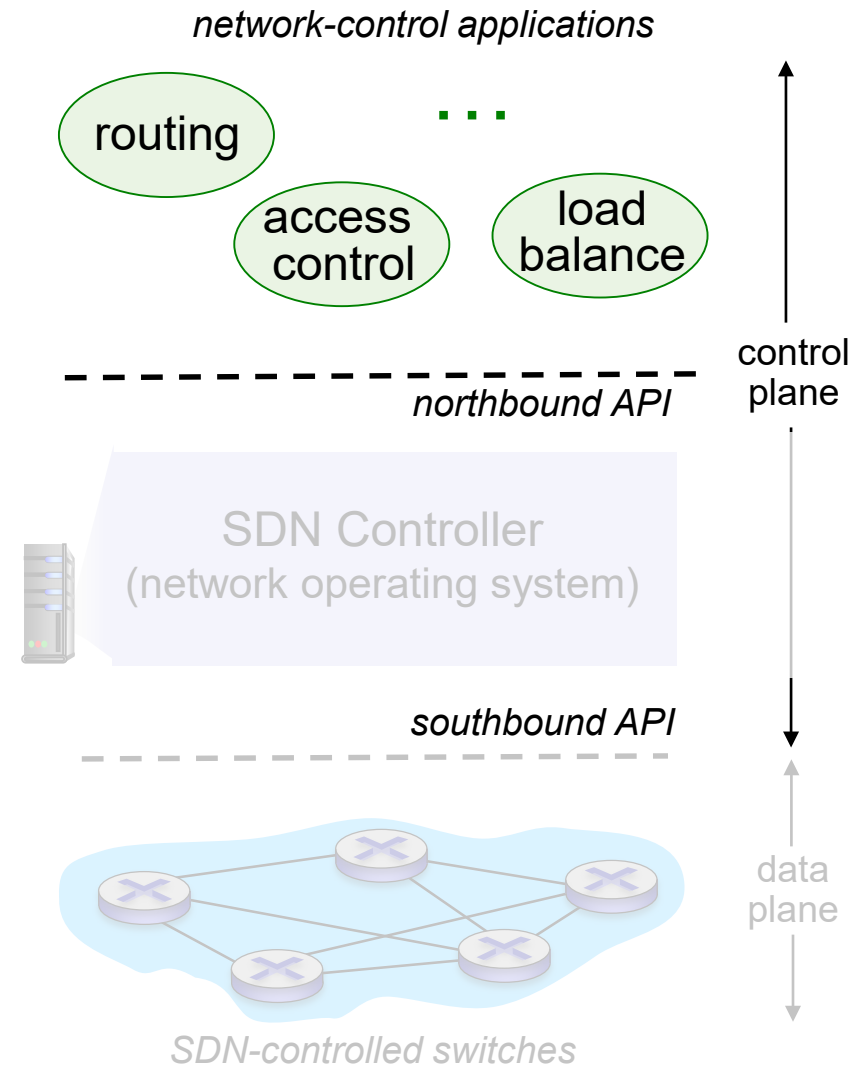 network-control applications
routing
...
access
control
load
balance
control
plane
northbound API
SDN Controller
(network operating system)
southbound API
data
plane
SDN-controlled switches